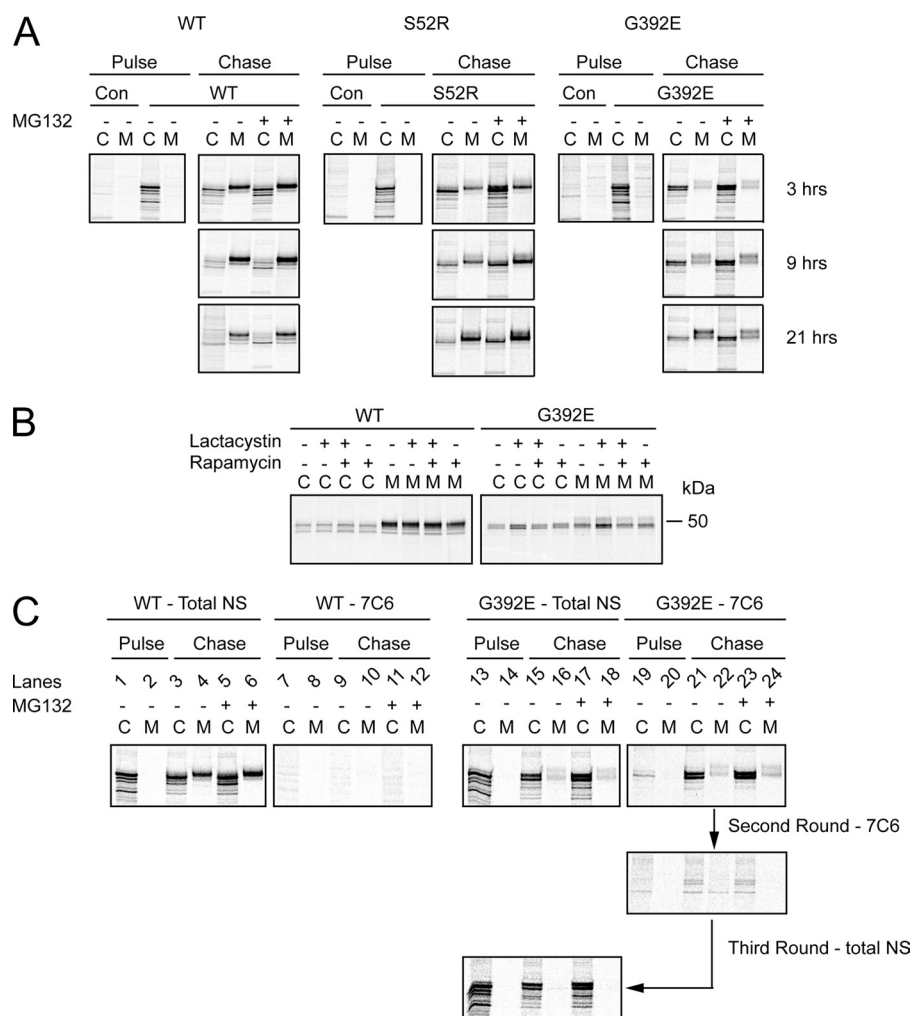 A
WT S52R G392E
Pulse Chase Pulse Chase Pulse Chase
Con WT Con S52R Con G392E
MG132 - - - - - - + + - - - - - - + + - - - - - - + +
C M C M C M C M C M C M C M C M C M C M C M C M
3 hrs
9 hrs
21 hrs
B
WT G392E
Lactacystin - + + - - + + - - + + - - + + -
Rapamycin - - + + - - + + - - + + - - + +
C C C C M M M M C C C C M M M M
kDa
50
C
WT - Total NS WT - 7C6 G392E - Total NS G392E - 7C6
Pulse Chase Pulse Chase Pulse Chase Pulse Chase
Lanes 1 2 3 4 5 6 7 8 9 10 11 12 13 14 15 16 17 18 19 20 21 22 23 24
MG132 - - - - + + - - - - + + - - - - + + - - - - + +
C M C M C M C M C M C M C M C M C M C M C M C M
Second Round - 7C6
Third Round - total NS